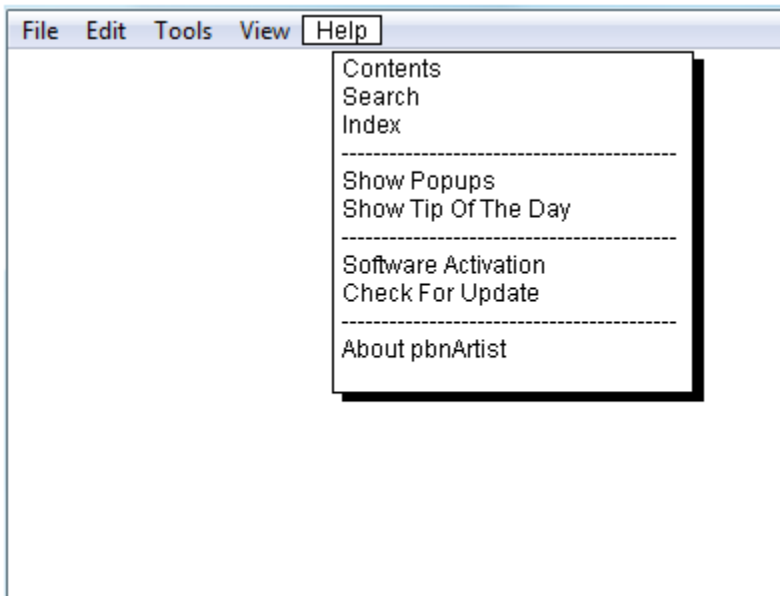 File Edit Tools View Help
Contents
Search
Index
Show Popups
Show Tip Of The Day
Software Activation
Check For Update
About pbnArtist